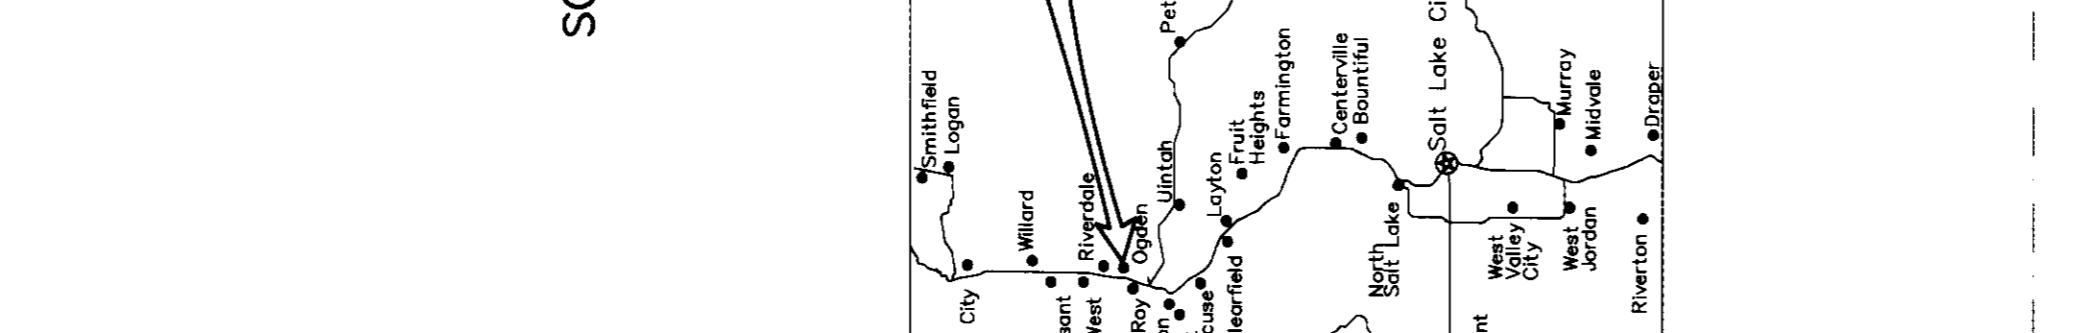 Smithfield
Logan
City
Willard
Riverdale
Ogden
West
Roy
Uintah
Layton
Fruit
Heights
Farmington
Centerville
Bountiful
Salt Lake
North
Salt Lake
West
Valley
City
West
Jordan
Murray
Midvale
Draper
Riverton